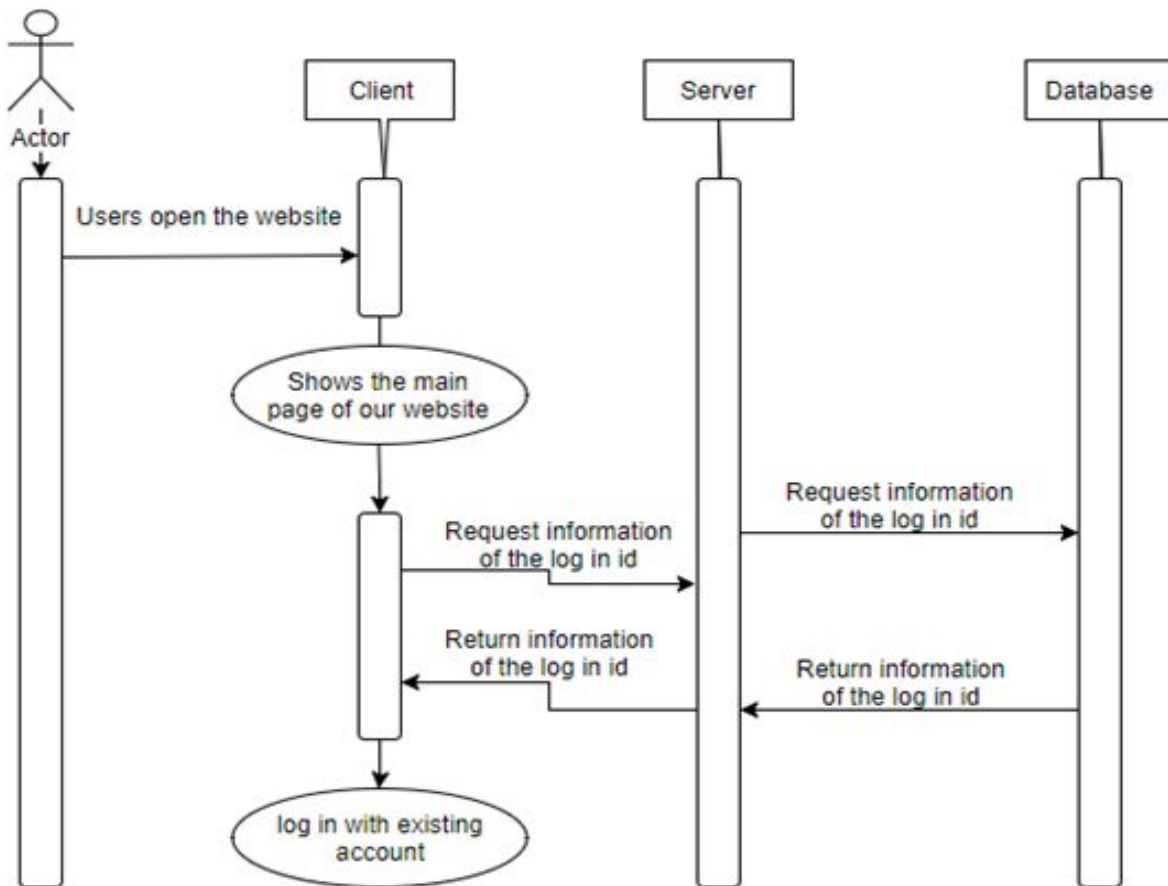 Client
Server
Database
Actor
Users open the website
Shows the main
page of our website
Request information
of the log in id
Request information
of the log in id
Return information
of the log in id
Return information
of the log in id
log in with existing
account